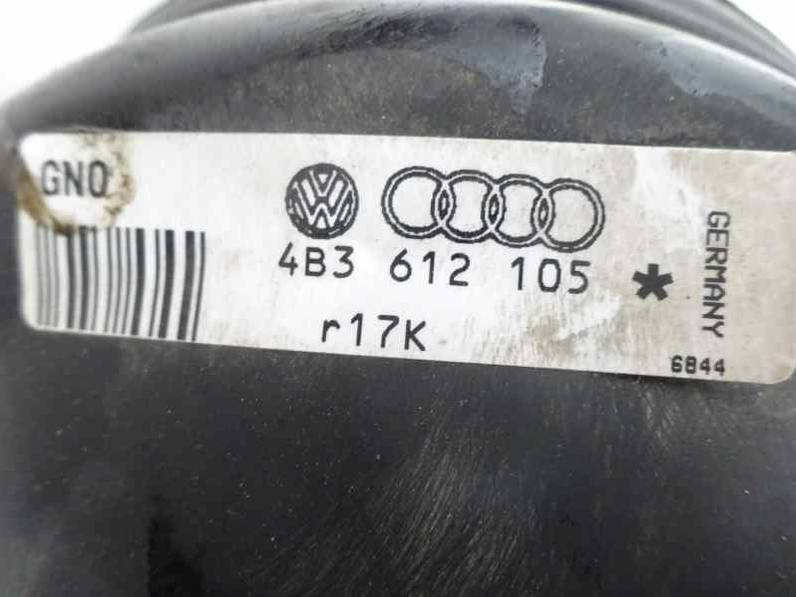 GNO
4B3 612 105 *
r17K
GERMANY
6844